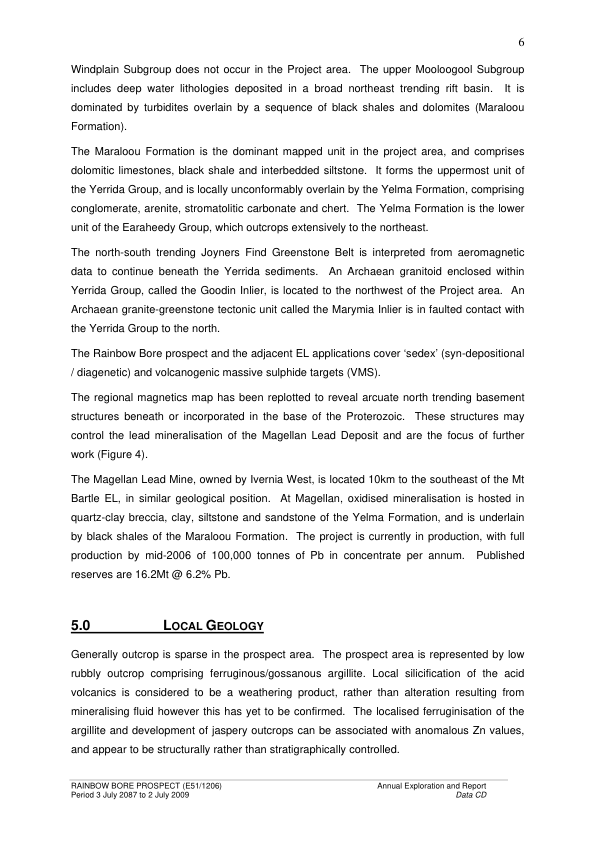 6
Windplain Subgroup does not occur in the Project area. The upper Mooloogool Subgroup
includes deep water lithologies deposited in a broad northeast trending rift basin. It is
dominated by turbidites overlain by a sequence of black shales and dolomites (Maraloou
Formation).
The Maraloou Formation is the dominant mapped unit in the project area, and comprises
dolomitic limestones, black shale and interbedded siltstone. It forms the uppermost unit of
the Yerrida Group, and is locally unconformably overlain by the Yelma Formation, comprising
conglomerate, arenite, stromatolitic carbonate and chert. The Yelma Formation is the lower
unit of the Earaheedy Group, which outcrops extensively to the northeast.
The north-south trending Joyners Find Greenstone Belt is interpreted from aeromagnetic
data to continue beneath the Yerrida sediments. An Archaean granitoid enclosed within
Yerrida Group, called the Goodin Inlier, is located to the northwest of the Project area. An
Archaean granite-greenstone tectonic unit called the Marymia Inlier is in faulted contact with
the Yerrida Group to the north.
The Rainbow Bore prospect and the adjacent EL applications cover ‘sedex’ (syn-depositional
/ diagenetic) and volcanogenic massive sulphide targets (VMS).
The regional magnetics map has been replotted to reveal arcuate north trending basement
structures beneath or incorporated in the base of the Proterozoic. These structures may
control the lead mineralisation of the Magellan Lead Deposit and are the focus of further
work (Figure 4).
The Magellan Lead Mine, owned by Ivernia West, is located 10km to the southeast of the Mt
Bartle EL, in similar geological position. At Magellan, oxidised mineralisation is hosted in
quartz-clay breccia, clay, siltstone and sandstone of the Yelma Formation, and is underlain
by black shales of the Maraloou Formation. The project is currently in production, with full
production by mid-2006 of 100,000 tonnes of Pb in concentrate per annum. Published
reserves are 16.2Mt @ 6.2% Pb.
5.0 LOCAL GEOLOGY
Generally outcrop is sparse in the prospect area. The prospect area is represented by low
rubbly outcrop comprising ferruginous/gossanous argillite. Local silicification of the acid
volcanics is considered to be a weathering product, rather than alteration resulting from
mineralising fluid however this has yet to be confirmed. The localised ferruginisation of the
argillite and development of jaspery outcrops can be associated with anomalous Zn values,
and appear to be structurally rather than stratigraphically controlled.
RAINBOW BORE PROSPECT (E51/1206) Annual Exploration and Report
Period 3 July 2087 to 2 July 2009 Data CD